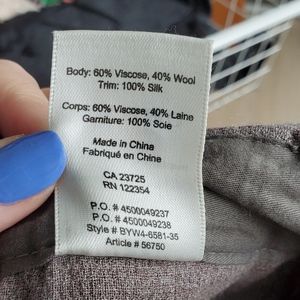 Body: 60% Viscose, 40% Wool
Trim: 100% Silk
Corps: 60% Viscose, 40% Laine
Garniture: 100% Soie
Made in China
Fabriqué en Chine
CA 23725
RN 122354
P.O. # 4500049237
P.O. # 4500049238
Style # BYW4-6581-35
Article # 56750